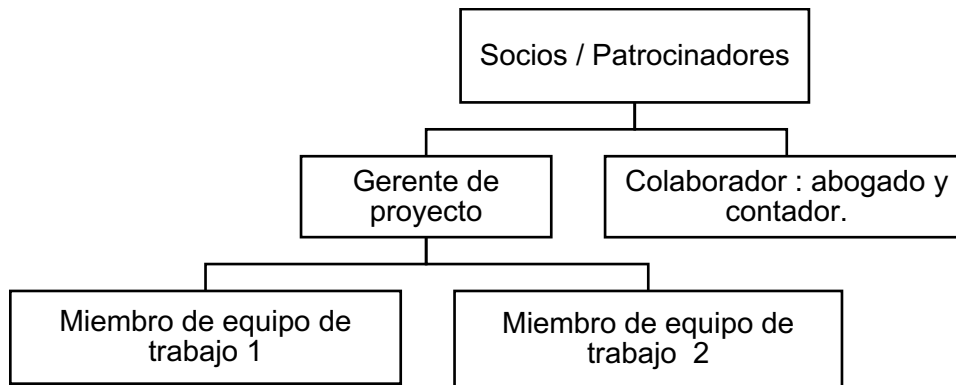 Socios / Patrocinadores
Gerente de
proyecto
Colaborador : abogado y
contador.
Miembro de equipo de
trabajo 1
Miembro de equipo de
trabajo  2